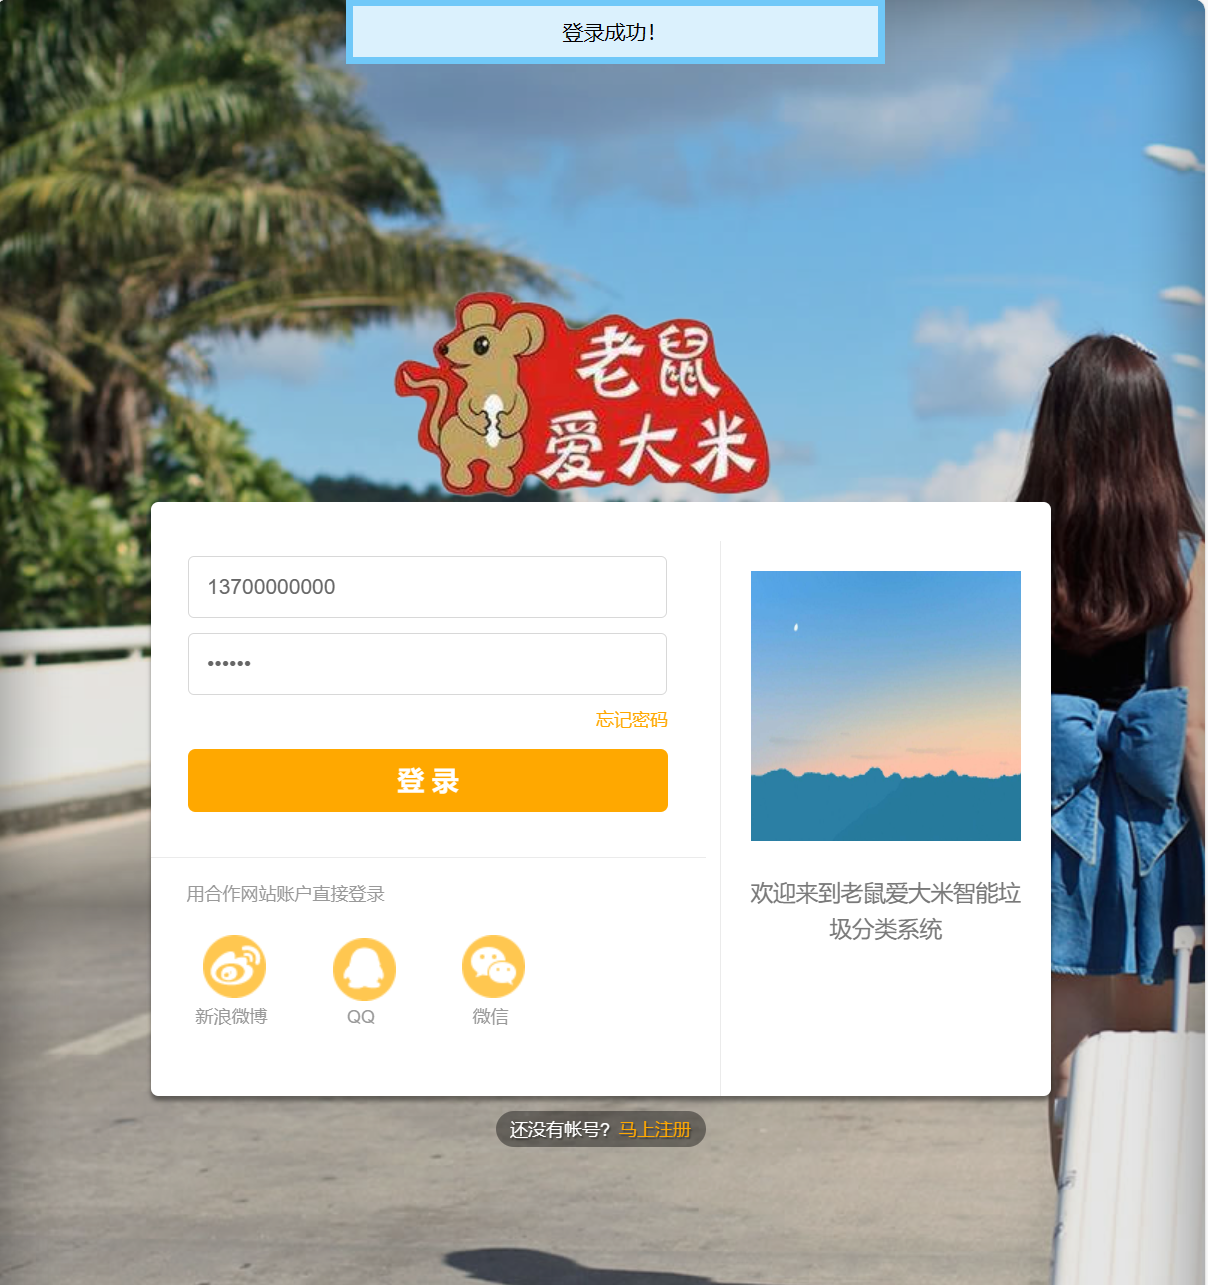 登录成功！
老鼠
爱大米
13700000000
••••••
忘记密码
登 录
用合作网站账户直接登录
新浪微博
QQ
微信
欢迎来到老鼠爱大米智能垃
圾分类系统
还没有帐号？马上注册